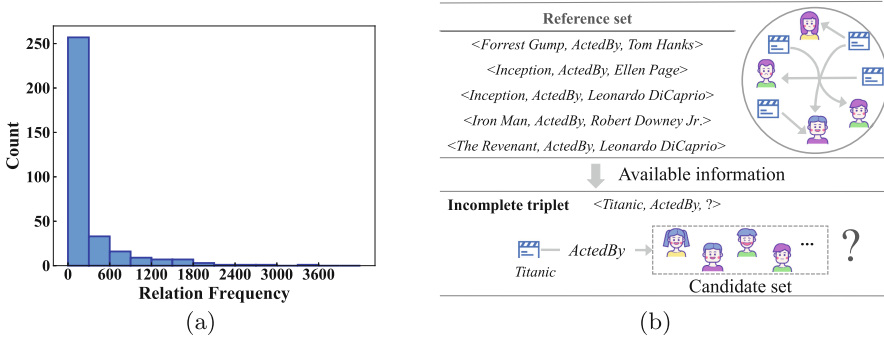 250
200
150
100
50
0
Count
0 600 1200 1800 2400 3000 3600
Relation Frequency
(a)
Reference set
<Forrest Gump, ActedBy, Tom Hanks>
<Inception, ActedBy, Ellen Page>
<Inception, ActedBy, Leonardo DiCaprio>
<Iron Man, ActedBy, Robert Downey Jr.>
<The Revenant, ActedBy, Leonardo DiCaprio>
Available information
Incomplete triplet <Titanic, ActedBy, ?>
ActedBy ... ?
Titanic
Candidate set
(b)